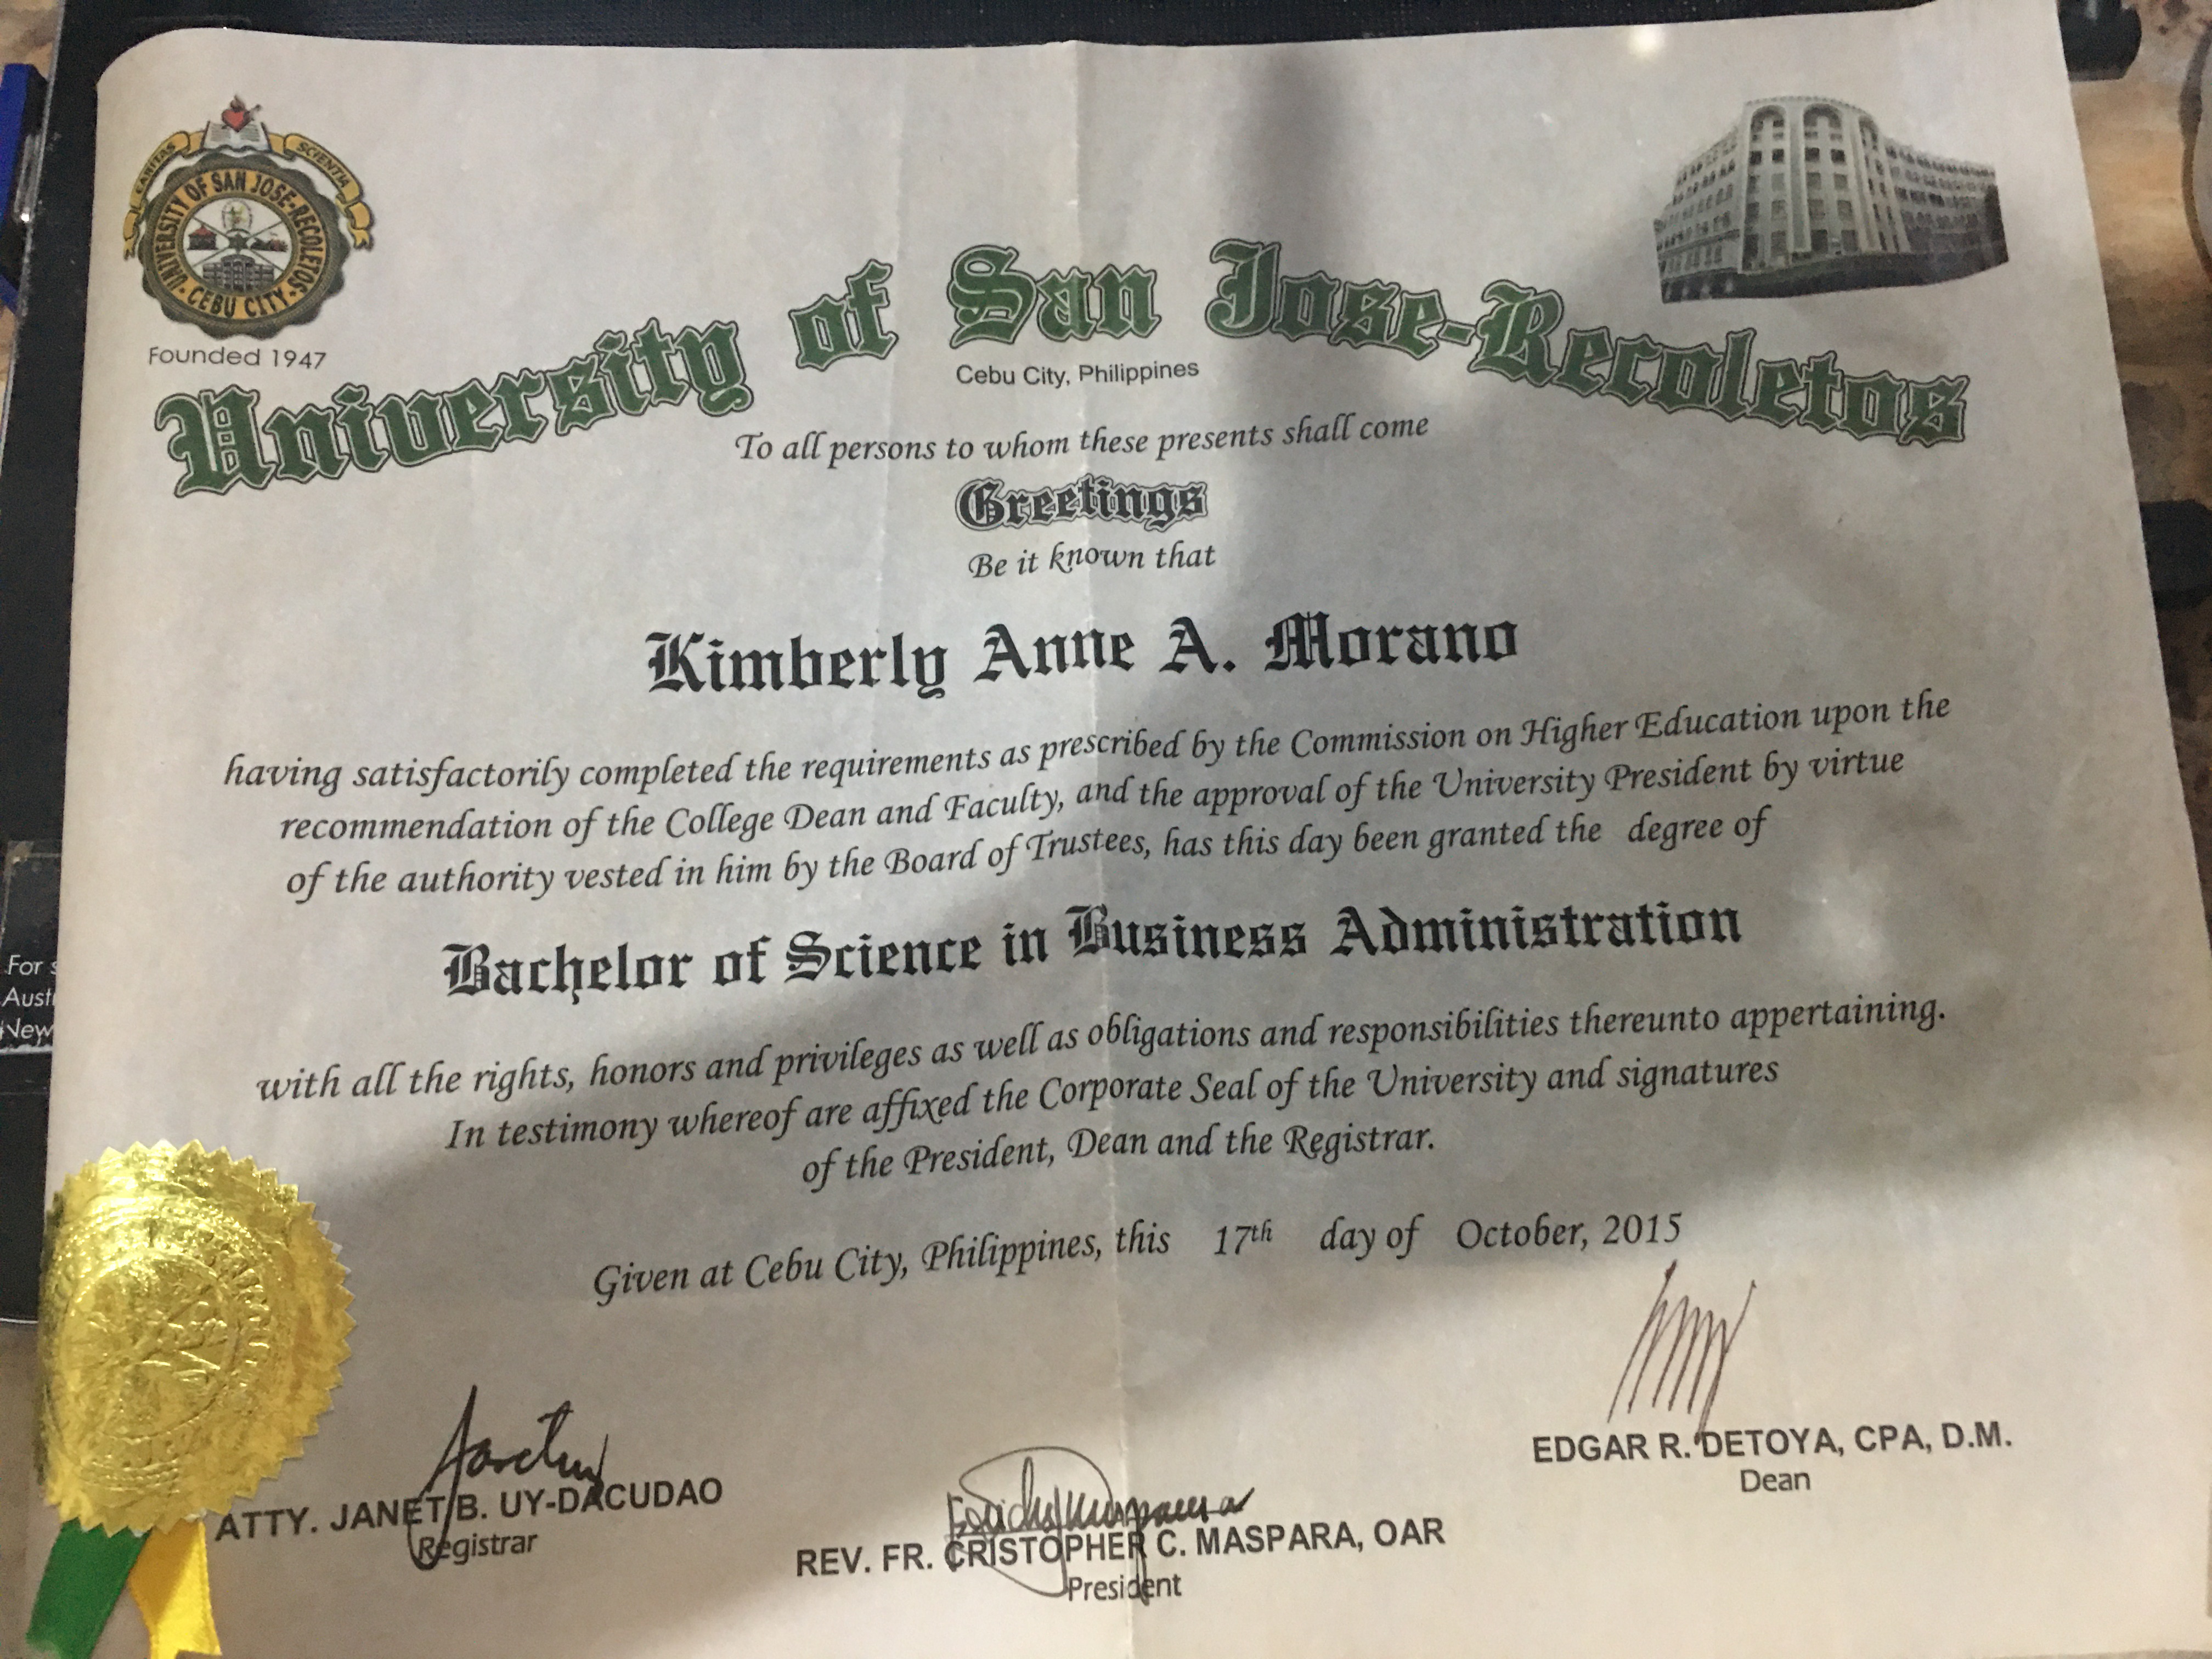 CARITAS SCIENTIA
UNIVERSITY OF SAN JOSE-RECOLETOS
CEBU CITY
Founded 1947
University of San Jose-Recoletos
Cebu City, Philippines
To all persons to whom these presents shall come
Greetings
Be it known that
Kimberly Anne A. Morano
having satisfactorily completed the requirements as prescribed by the Commission on Higher Education upon the
recommendation of the College Dean and Faculty, and the approval of the University President by virtue
of the authority vested in him by the Board of Trustees, has this day been granted the degree of
Bachelor of Science in Business Administration
with all the rights, honors and privileges as well as obligations and responsibilities thereunto appertaining.
In testimony whereof are affixed the Corporate Seal of the University and signatures
of the President, Dean and the Registrar.
Given at Cebu City, Philippines, this 17th day of October, 2015
EDGAR R. DETOYA, CPA, D.M.
Dean
ATTY. JANET B. UY-DACUDAO
Registrar
REV. FR. CRISTOPHER C. MASPARA, OAR
President
For
Aust
New